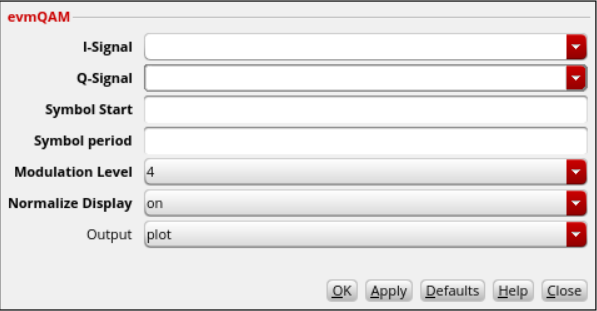 evmQAM
I-Signal
Q-Signal
Symbol Start
Symbol period
Modulation Level 4
Normalize Display on
Output plot
OK Apply Defaults Help Close